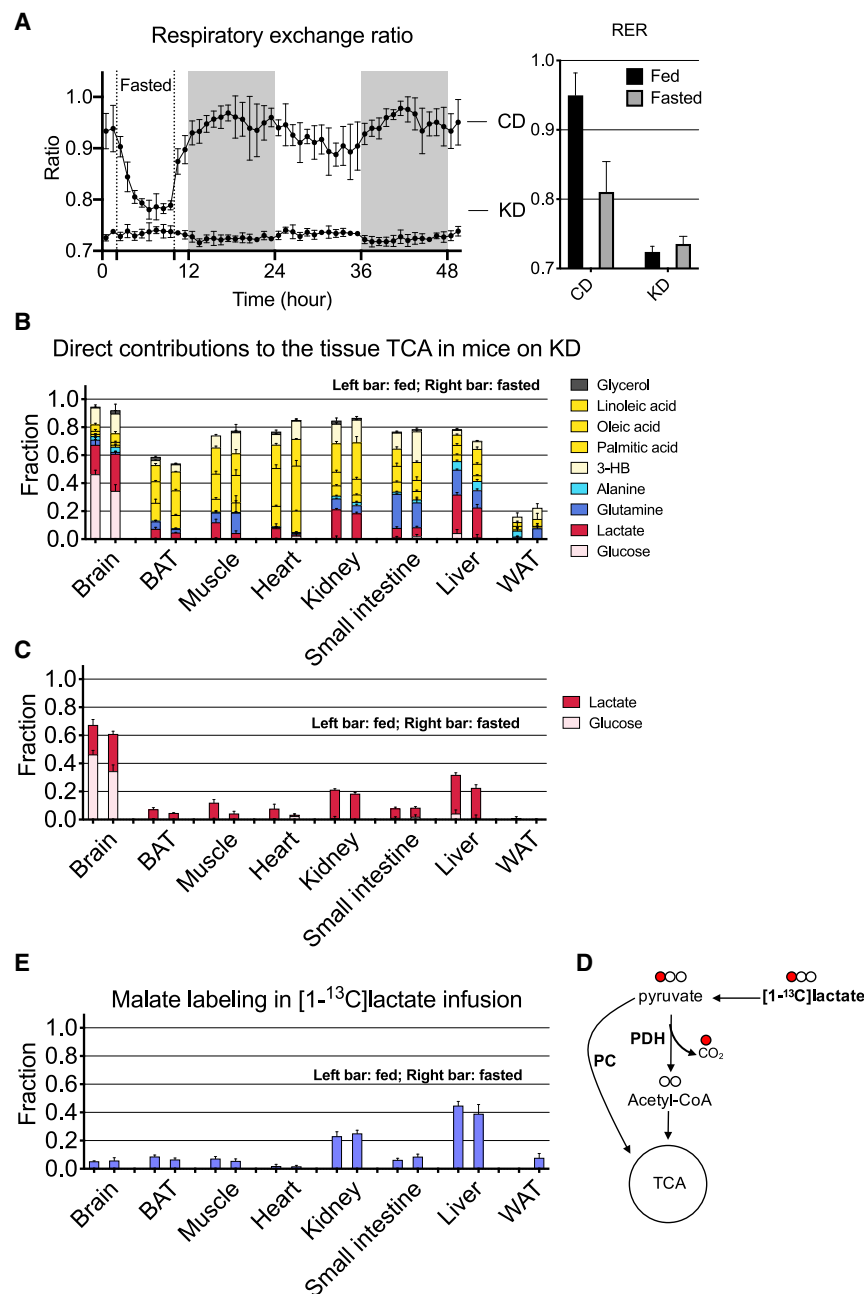 A
Respiratory exchange ratio
Fasted
1.0
0.9
0.8
0.7
Ratio
0
12
24
36
48
Time (hour)
CD
KD
RER
1.0
0.9
0.8
0.7
Fed
Fasted
CD
KD
B
Direct contributions to the tissue TCA in mice on KD
Left bar: fed; Right bar: fasted
1.0
0.8
0.6
0.4
0.2
0.0
Fraction
Brain
BAT
Muscle
Heart
Kidney
Small intestine
Liver
WAT
Glycerol
Linoleic acid
Oleic acid
Palmitic acid
3-HB
Alanine
Glutamine
Lactate
Glucose
C
1.0
0.8
0.6
0.4
0.2
0.0
Fraction
Left bar: fed; Right bar: fasted
Brain
BAT
Muscle
Heart
Kidney
Small intestine
Liver
WAT
Lactate
Glucose
E
Malate labeling in [1-¹³C]lactate infusion
1.0
0.8
0.6
0.4
0.2
0.0
Fraction
Left bar: fed; Right bar: fasted
Brain
BAT
Muscle
Heart
Kidney
Small intestine
Liver
WAT
D
pyruvate
[1-¹³C]lactate
PDH
CO₂
PC
Acetyl-CoA
TCA